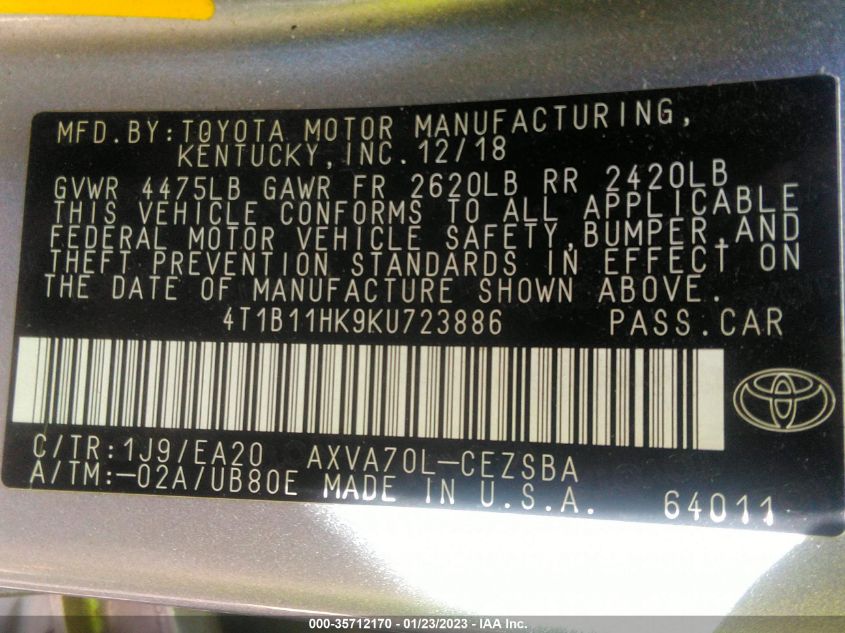 MFD.BY:TOYOTA MOTOR MANUFACTURING,
KENTUCKY, INC. 12/18
GVWR 4475LB GAWR FR 2620LB RR 2420LB
THIS VEHICLE CONFORMS TO ALL APPLICABLE
FEDERAL MOTOR VEHICLE SAFETY,BUMPER,AND
THEFT PREVENTION STANDARDS IN EFFECT ON
THE DATE OF MANUFACTURE SHOWN ABOVE.
4T1B11HK9KU723886 PASS.CAR
C/TR:1J9/EA20 AXVA70L-CEZSBA
A/TM:-02A/UB80E MADE IN U.S.A. 64011
000-35712170 - 01/23/2023 - IAA Inc.